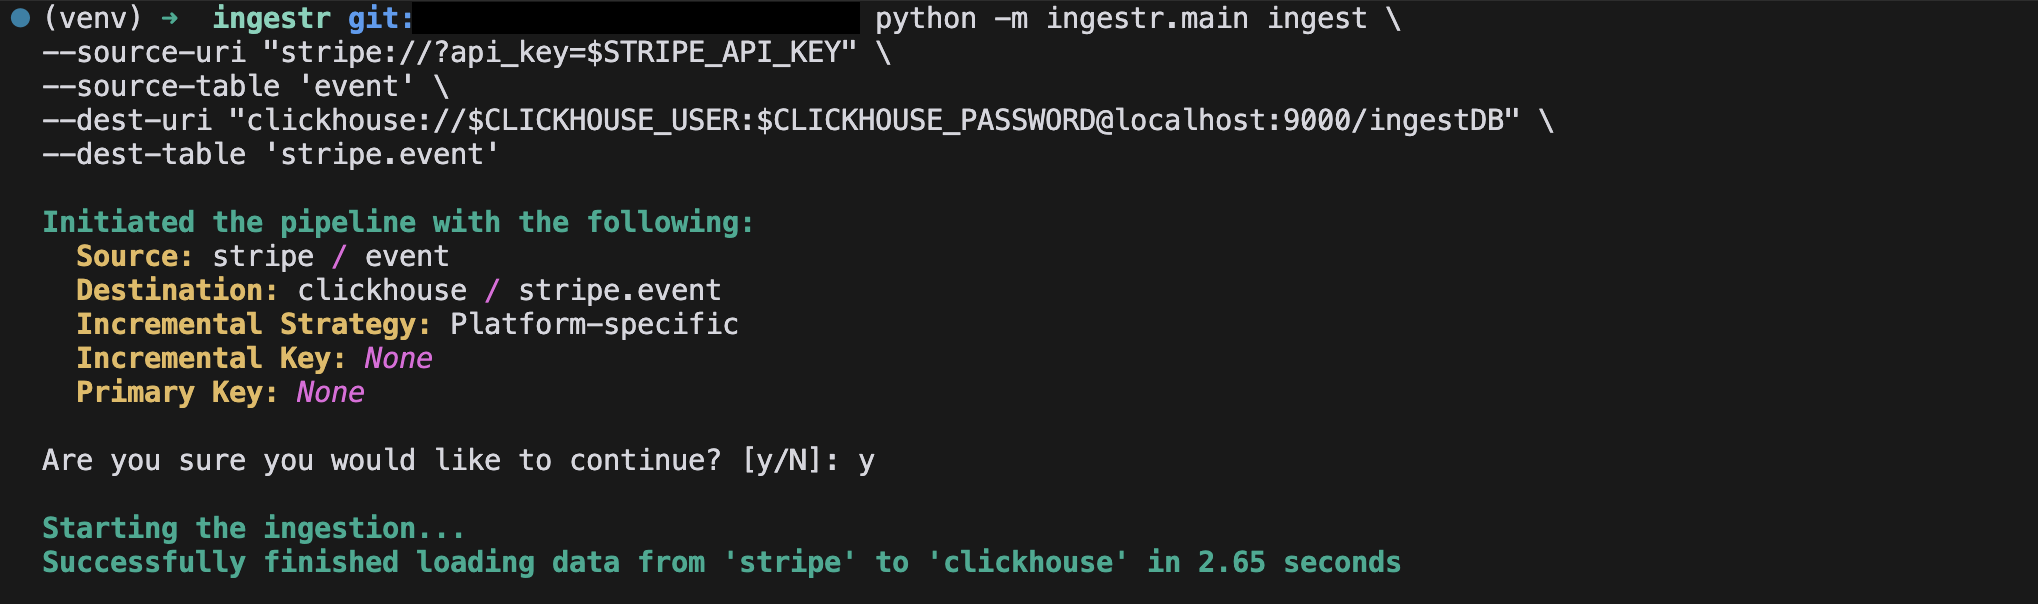 (venv) ➜ ingestr git: python -m ingestr.main ingest \
--source-uri "stripe://?api_key=$STRIPE_API_KEY" \
--source-table 'event' \
--dest-uri "clickhouse://$CLICKHOUSE_USER:$CLICKHOUSE_PASSWORD@localhost:9000/ingestDB" \
--dest-table 'stripe.event'
Initiated the pipeline with the following:
Source: stripe / event
Destination: clickhouse / stripe.event
Incremental Strategy: Platform-specific
Incremental Key: None
Primary Key: None
Are you sure you would like to continue? [y/N]: y
Starting the ingestion...
Successfully finished loading data from 'stripe' to 'clickhouse' in 2.65 seconds